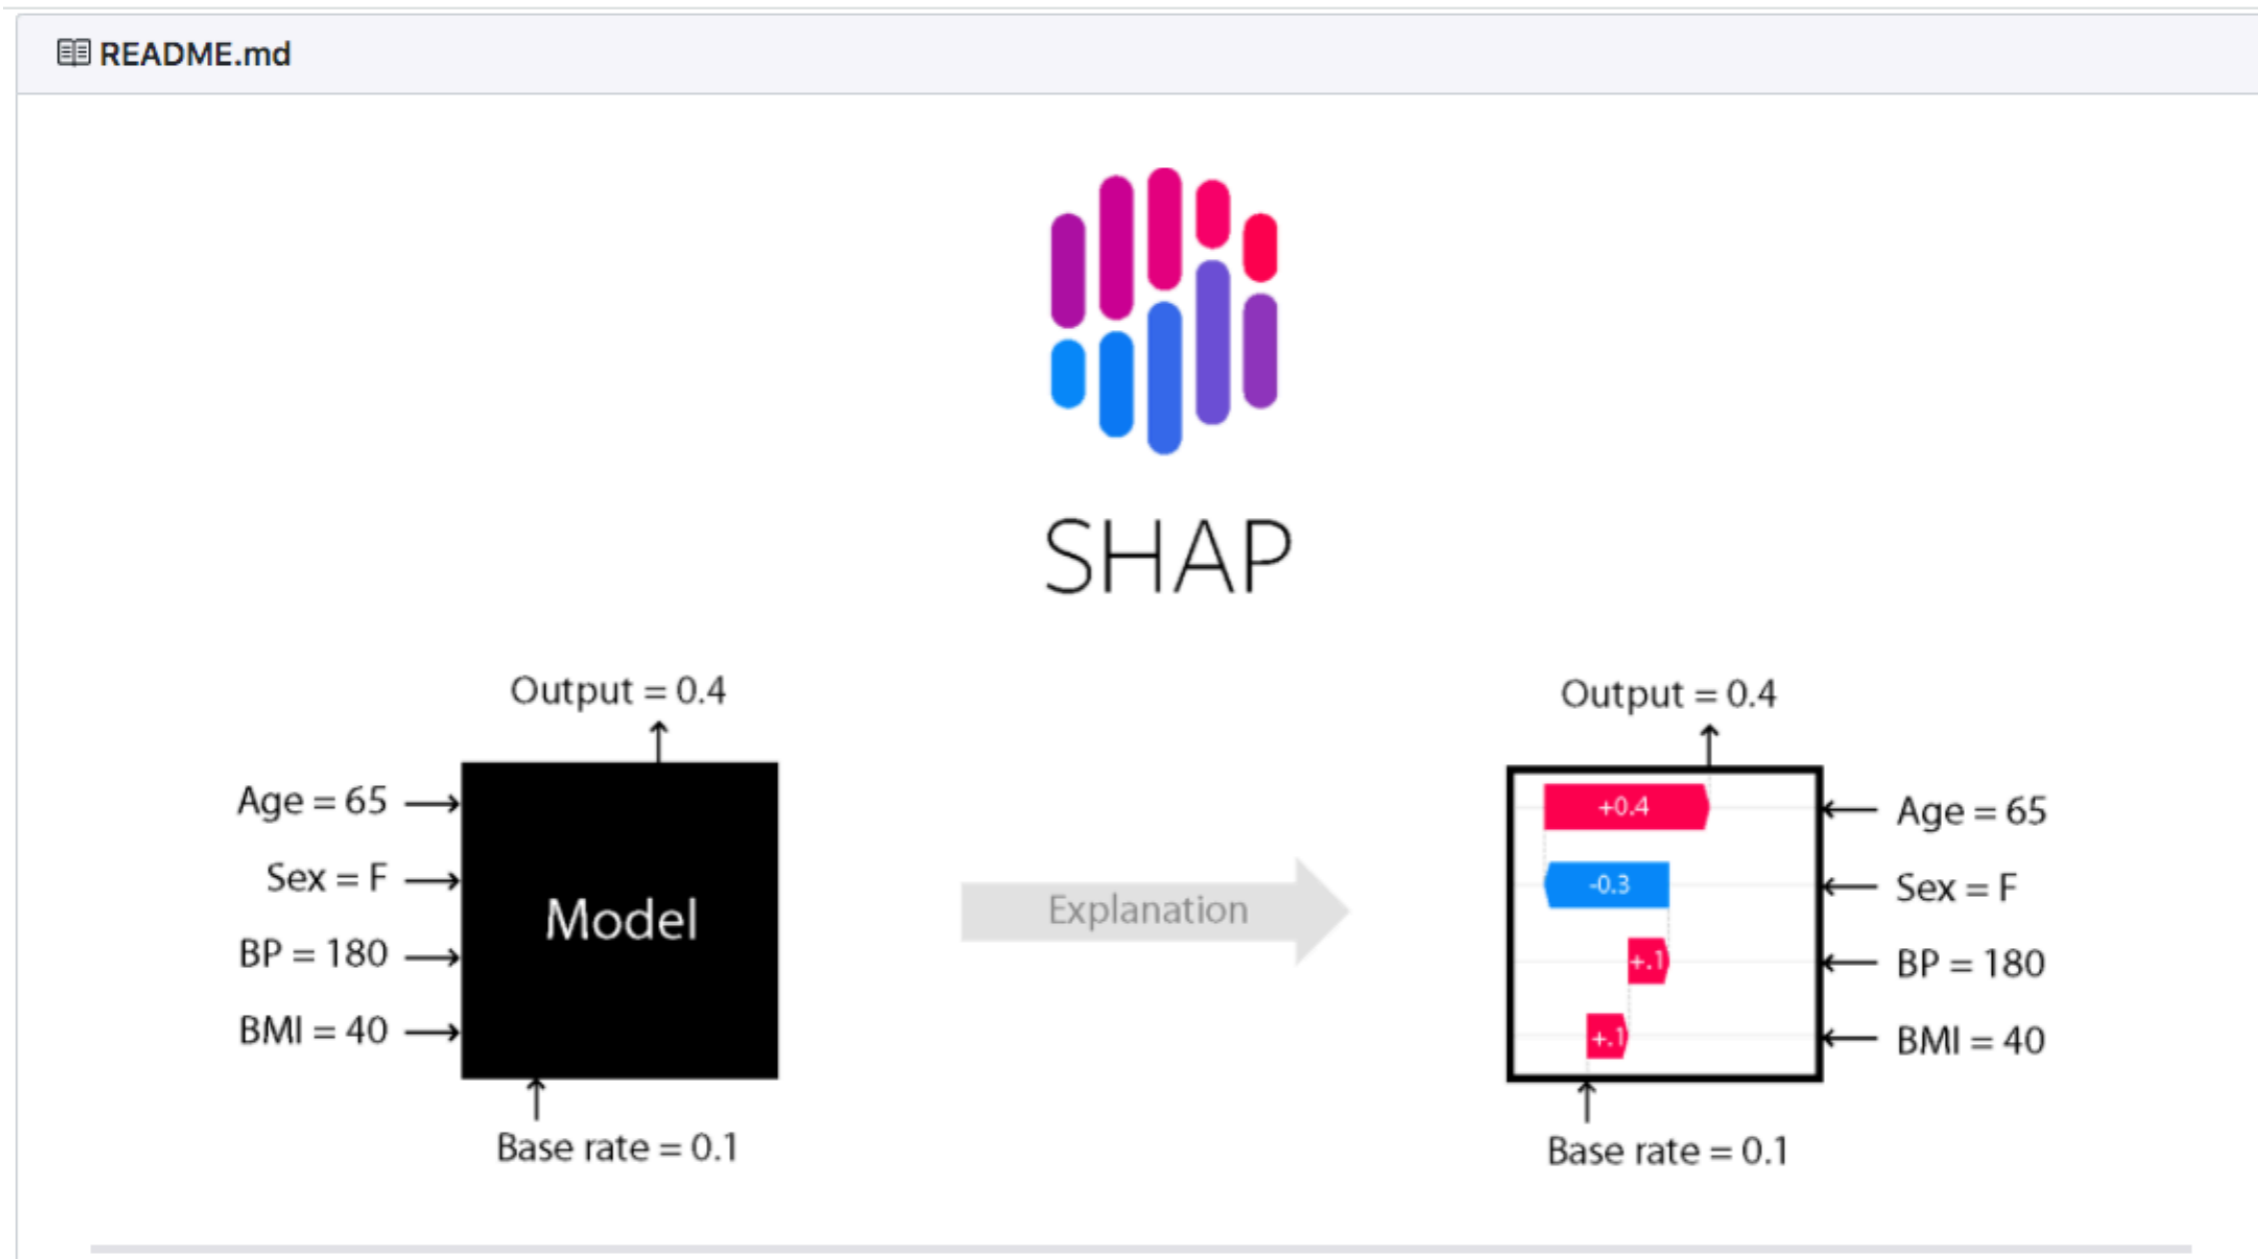 README.md
SHAP
Output = 0.4
Age = 65
Sex = F
BP = 180
BMI = 40
Model
Base rate = 0.1
Explanation
Output = 0.4
+0.4
Age = 65
-0.3
Sex = F
+.1
BP = 180
+.1
BMI = 40
Base rate = 0.1